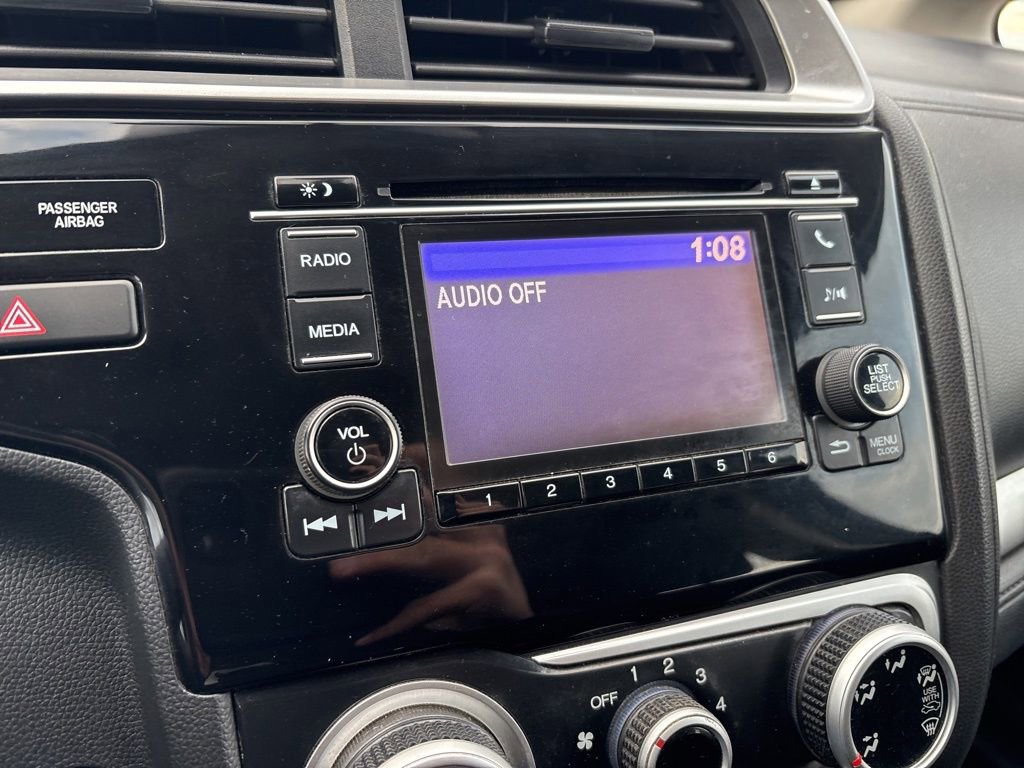 PASSENGER
AIRBAG
RADIO
MEDIA
1:08
AUDIO OFF
LIST
PUSH
SELECT
VOL
MENU
CLOCK
1 2 3 4 5 6
OFF 1 2 3 4
USE
WITH